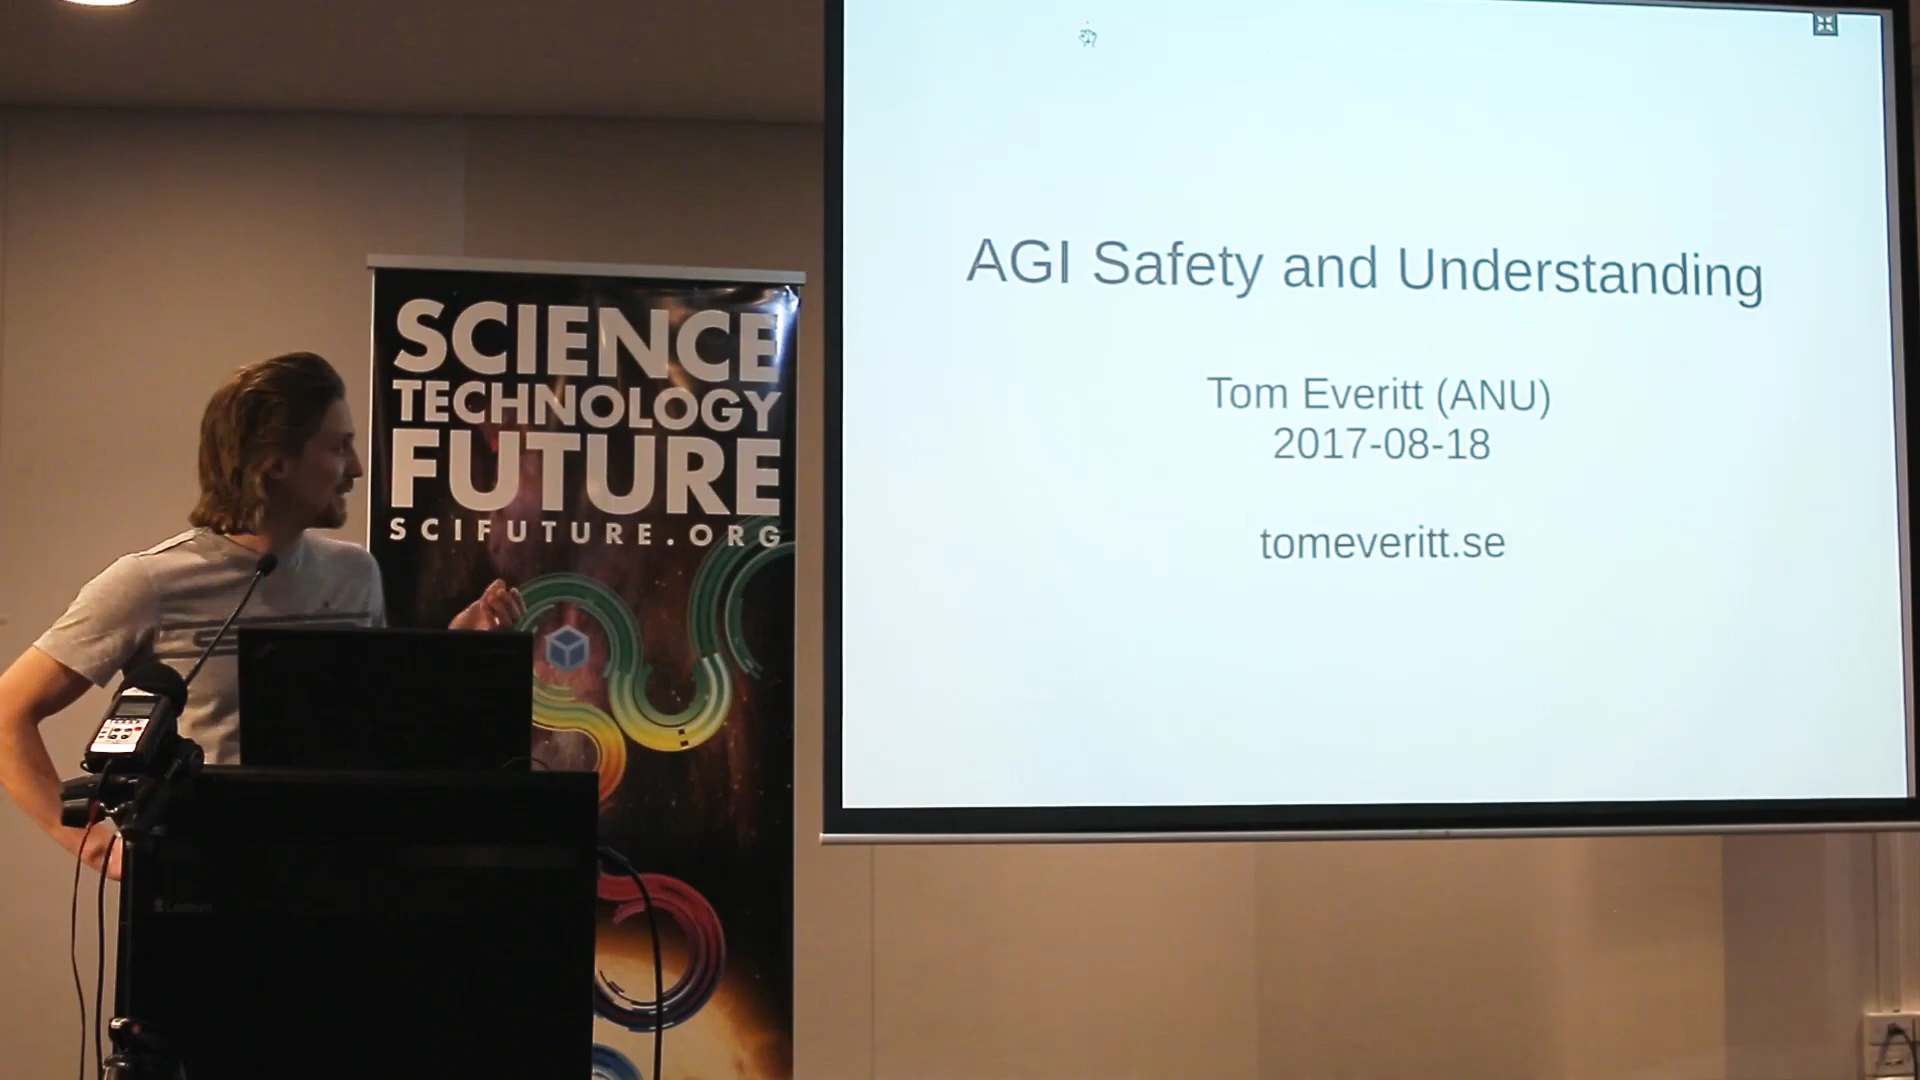 SCIENCE
TECHNOLOGY
FUTURE
SCIFUTURE.ORG
AGI Safety and Understanding
Tom Everitt (ANU)
2017-08-18
tomeveritt.se